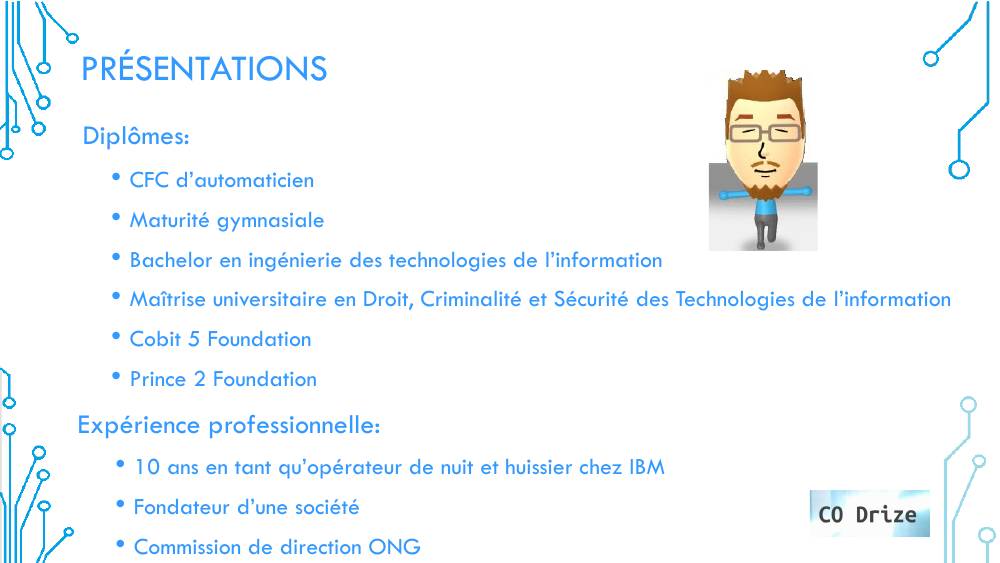 PRÉSENTATIONS
Diplômes:
• CFC d’automaticien
• Maturité gymnasiale
• Bachelor en ingénierie des technologies de l’information
• Maîtrise universitaire en Droit, Criminalité et Sécurité des Technologies de l’information
• Cobit 5 Foundation
• Prince 2 Foundation
Expérience professionnelle:
• 10 ans en tant qu’opérateur de nuit et huissier chez IBM
• Fondateur d’une société
• Commission de direction ONG
CO Drize